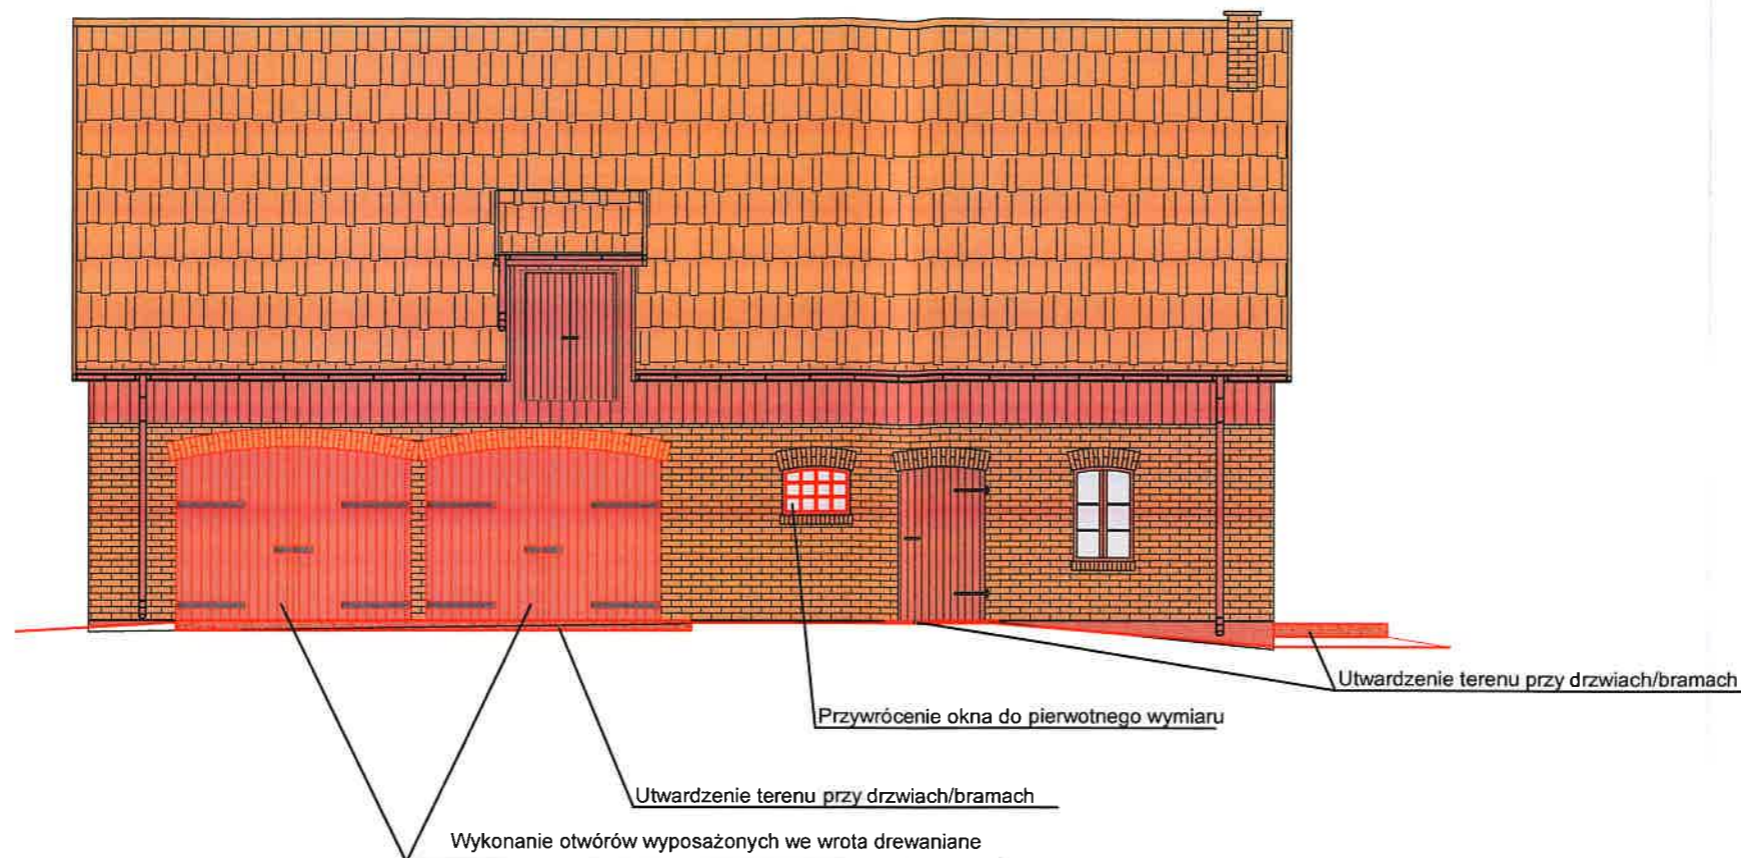 Utwardzenie terenu przy drzwiach/bramach
Przywrócenie okna do pierwotnego wymiaru
Utwardzenie terenu przy drzwiach/bramach
Wykonanie otwórów wyposażonych we wrota drewaniane